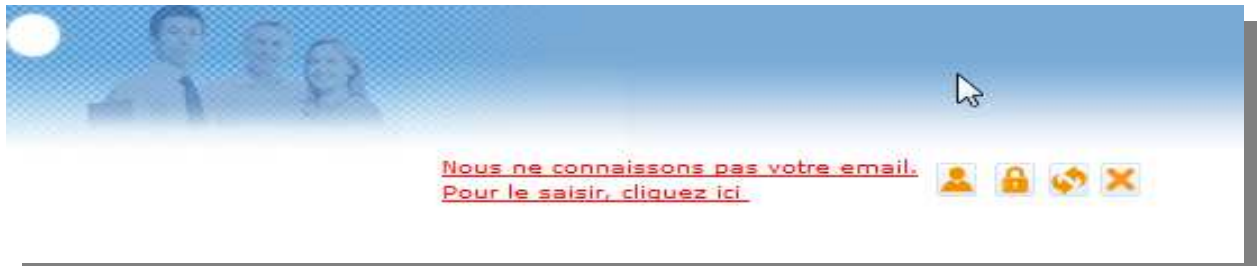 Nous ne connaissons pas votre email.
Pour le saisir, cliquez ici